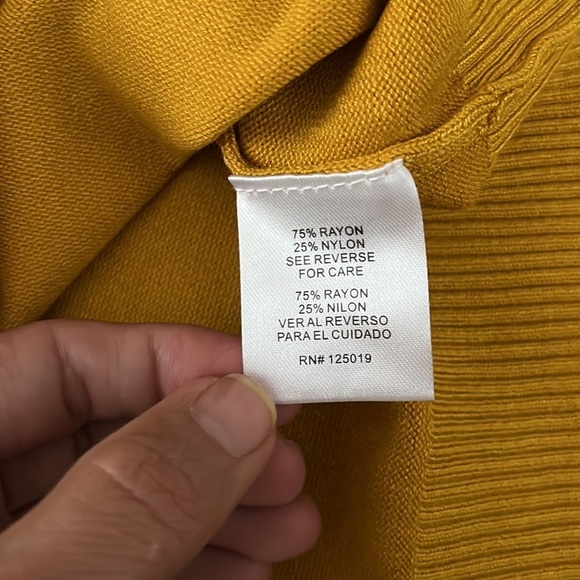 75% RAYON
25% NYLON
SEE REVERSE
FOR CARE
75% RAYON
25% NILON
VER AL REVERSO
PARA EL CUIDADO
RN# 125019